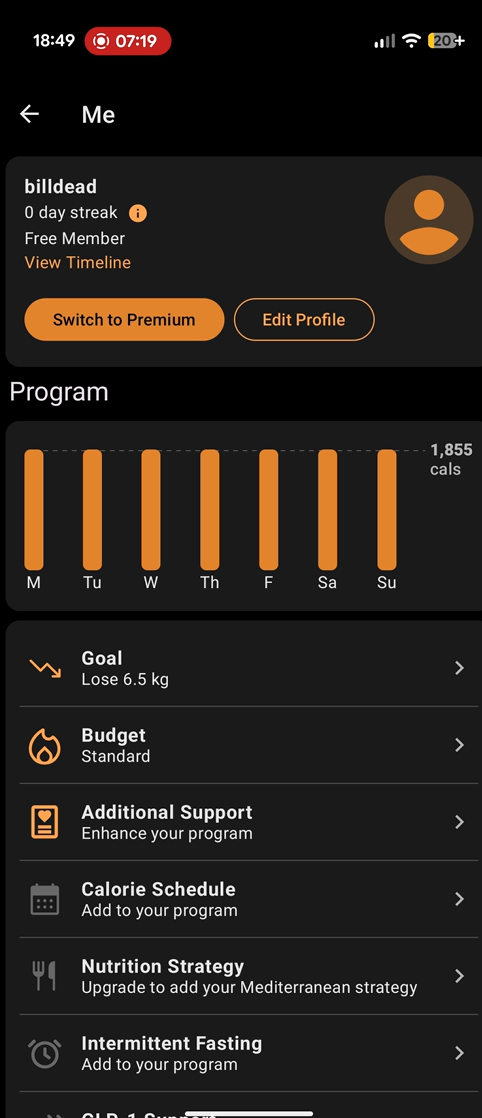 18:49
07:19
20+
Me
billdead
0 day streak
Free Member
View Timeline
Switch to Premium
Edit Profile
Program
1,855
cals
M Tu W Th F Sa Su
Goal
Lose 6.5 kg
Budget
Standard
Additional Support
Enhance your program
Calorie Schedule
Add to your program
Nutrition Strategy
Upgrade to add your Mediterranean strategy
Intermittent Fasting
Add to your program
GLP-1 Support